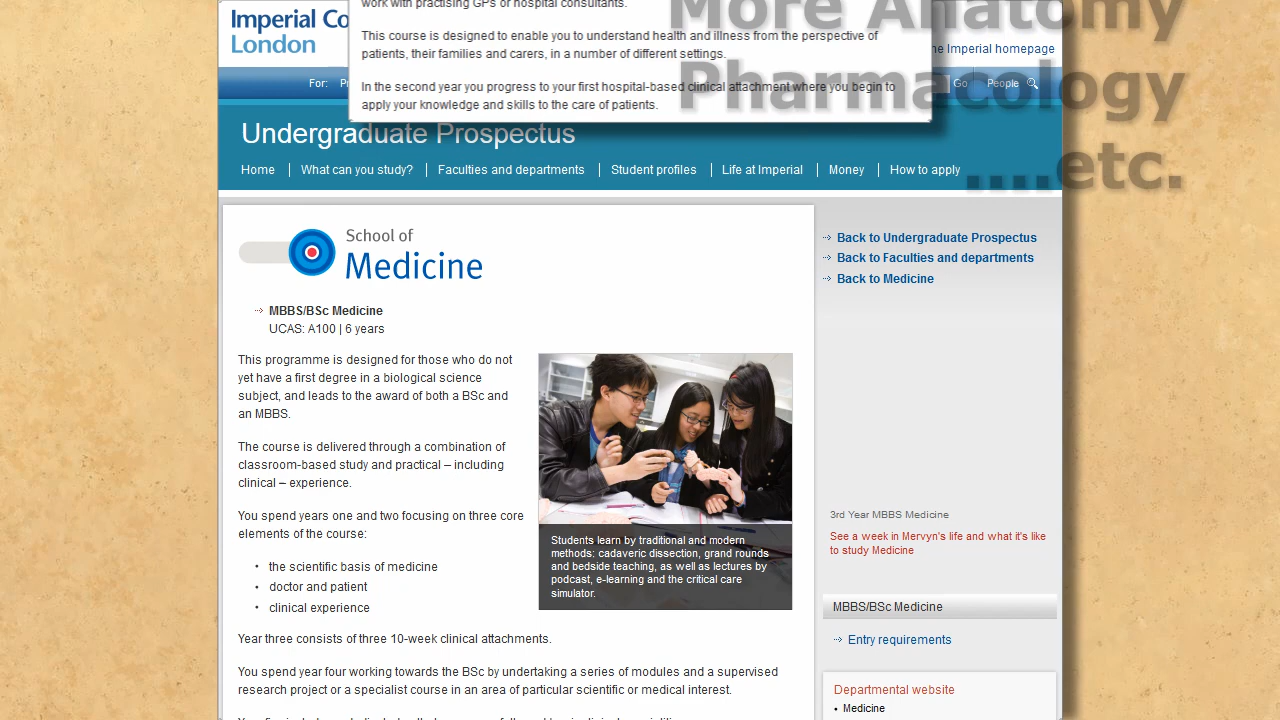 work with practising GPs or hospital consultants.
This course is designed to enable you to understand health and illness from the perspective of
patients, their families and carers, in a number of different settings.
In the second year you progress to your first hospital-based clinical attachment where you begin to
apply your knowledge and skills to the care of patients.
More Anatomy
Pharmacology
....etc.
Imperial Co
London
he Imperial homepage
For:
Go
People
Undergraduate Prospectus
Home
What can you study?
Faculties and departments
Student profiles
Life at Imperial
Money
How to apply
School of
Medicine
MBBS/BSc Medicine
UCAS: A100 | 6 years
This programme is designed for those who do not
yet have a first degree in a biological science
subject, and leads to the award of both a BSc and
an MBBS.
The course is delivered through a combination of
classroom-based study and practical – including
clinical – experience.
You spend years one and two focusing on three core
elements of the course:
• the scientific basis of medicine
• doctor and patient
• clinical experience
Students learn by traditional and modern
methods: cadaveric dissection, grand rounds
and bedside teaching, as well as lectures by
podcast, e-learning and the critical care
simulator.
Year three consists of three 10-week clinical attachments.
You spend year four working towards the BSc by undertaking a series of modules and a supervised
research project or a specialist course in an area of particular scientific or medical interest.
Back to Undergraduate Prospectus
Back to Faculties and departments
Back to Medicine
3rd Year MBBS Medicine
See a week in Mervyn's life and what it's like
to study Medicine
MBBS/BSc Medicine
Entry requirements
Departmental website
• Medicine